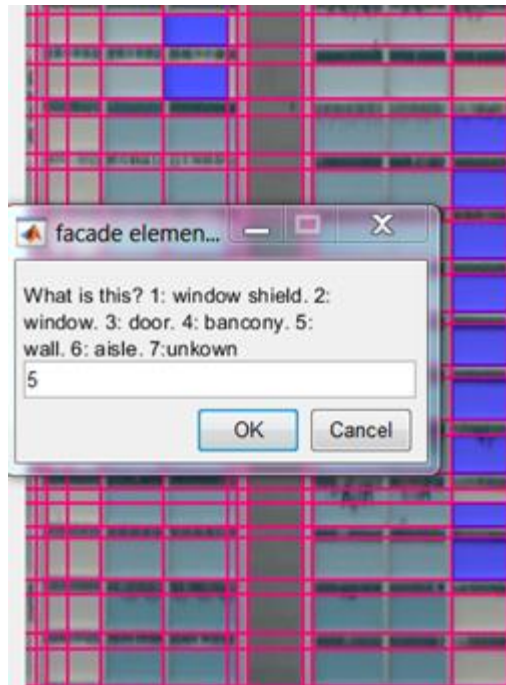 facade elemen...
What is this? 1: window shield. 2:
window. 3: door. 4: bancony. 5:
wall. 6: aisle. 7:unkown
5
OK Cancel